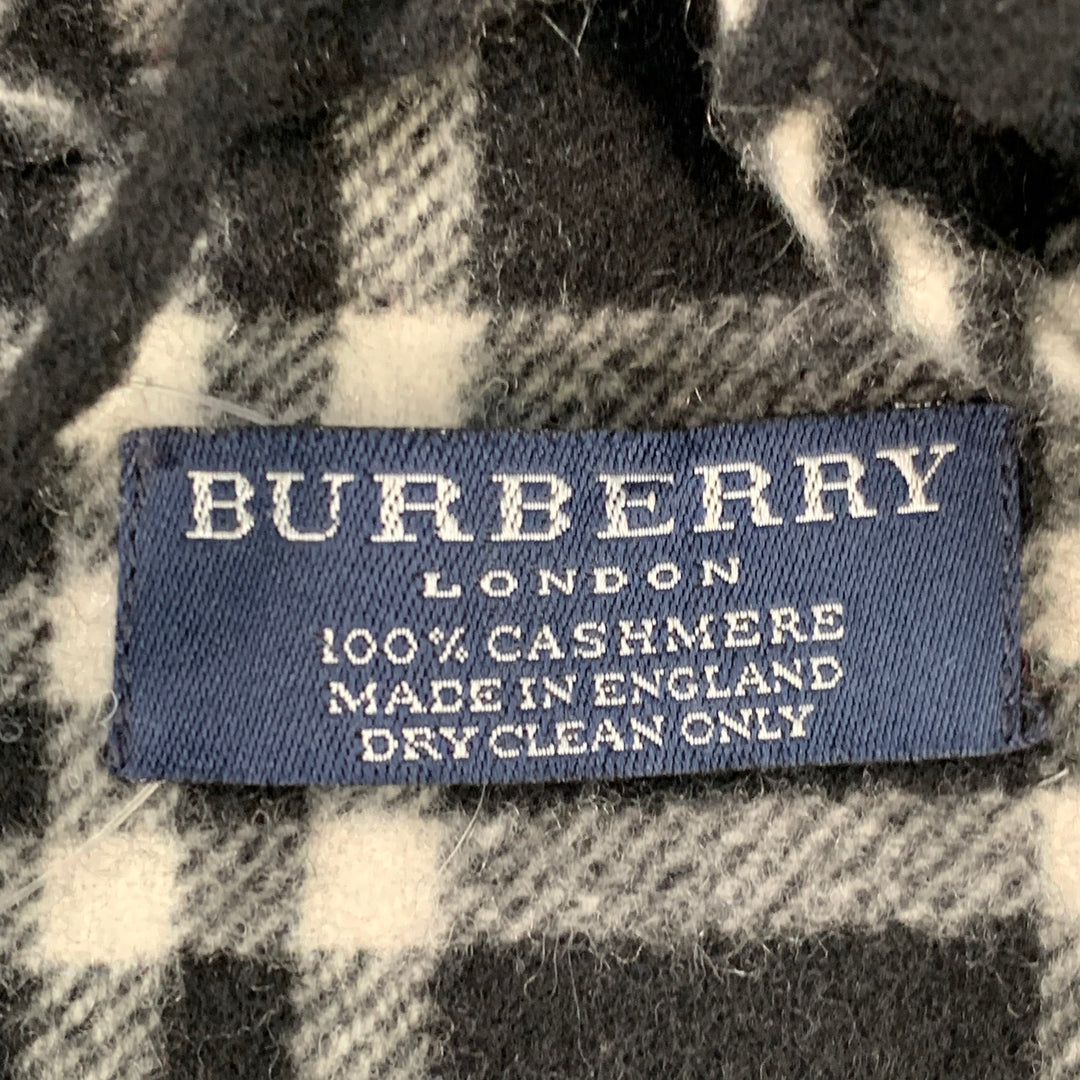 BURBERRY
LONDON
100% CASHMERE
MADE IN ENGLAND
DRY CLEAN ONLY